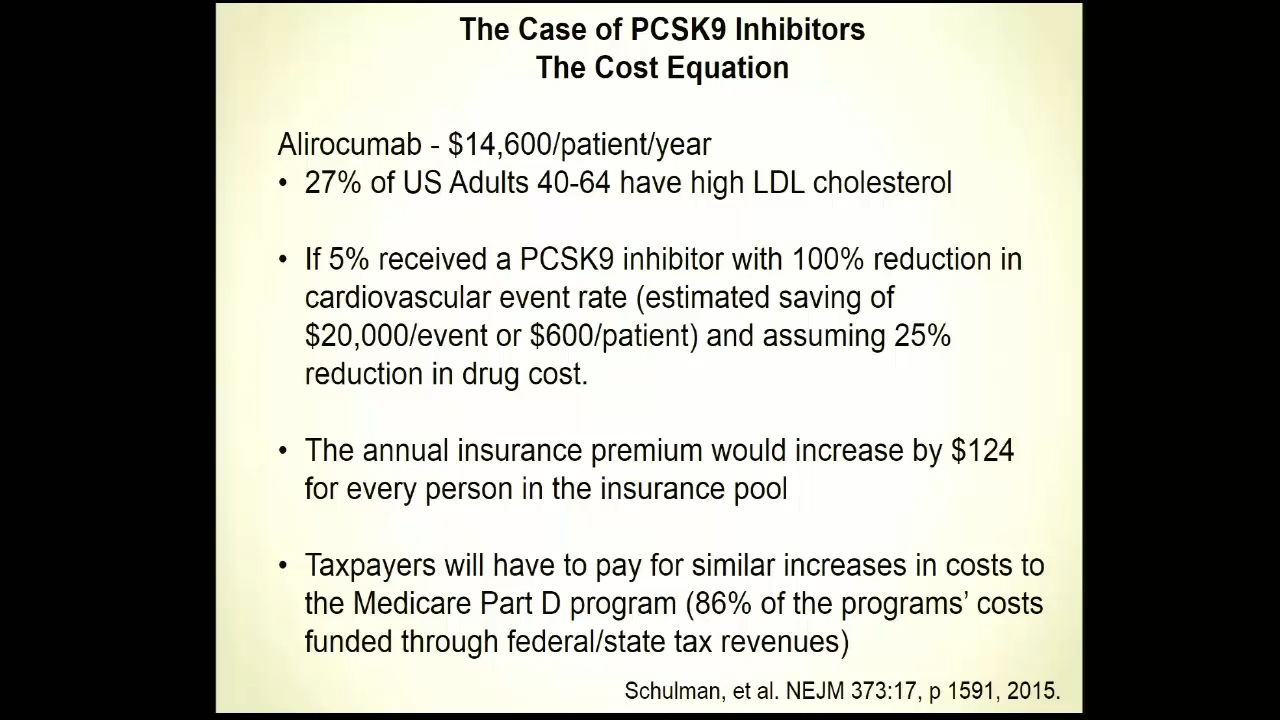 The Case of PCSK9 Inhibitors
The Cost Equation
Alirocumab - $14,600/patient/year
• 27% of US Adults 40-64 have high LDL cholesterol
• If 5% received a PCSK9 inhibitor with 100% reduction in
cardiovascular event rate (estimated saving of
$20,000/event or $600/patient) and assuming 25%
reduction in drug cost.
• The annual insurance premium would increase by $124
for every person in the insurance pool
• Taxpayers will have to pay for similar increases in costs to
the Medicare Part D program (86% of the programs’ costs
funded through federal/state tax revenues)
Schulman, et al. NEJM 373:17, p 1591, 2015.